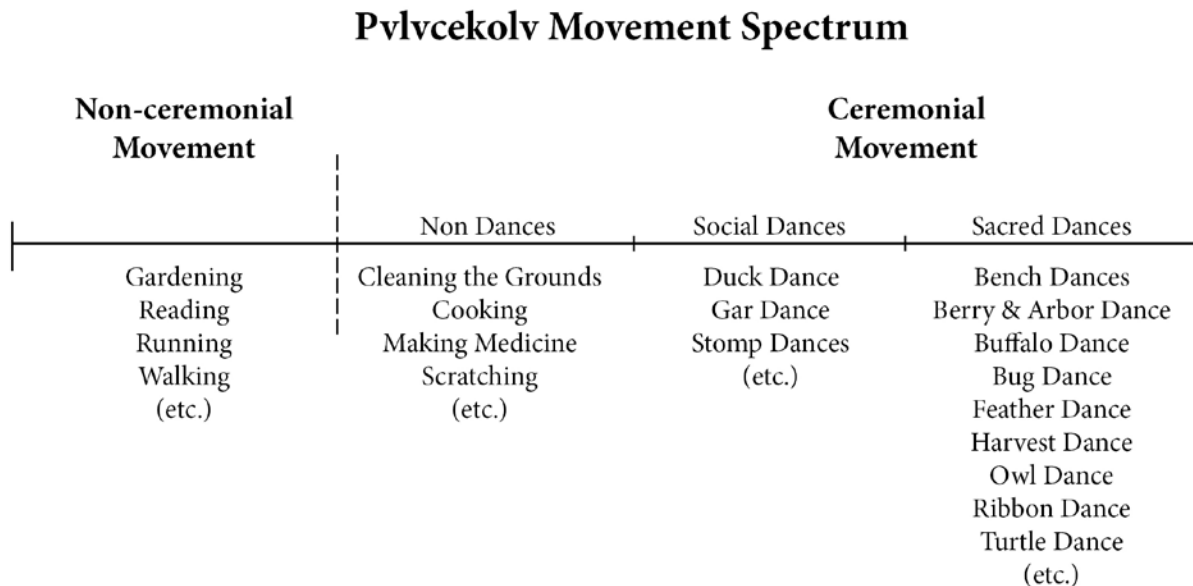 Pvlvcekolv Movement Spectrum
Non-ceremonial
Movement
Ceremonial
Movement
Non Dances
Social Dances
Sacred Dances
Gardening
Reading
Running
Walking
(etc.)
Cleaning the Grounds
Cooking
Making Medicine
Scratching
(etc.)
Duck Dance
Gar Dance
Stomp Dances
(etc.)
Bench Dances
Berry & Arbor Dance
Buffalo Dance
Bug Dance
Feather Dance
Harvest Dance
Owl Dance
Ribbon Dance
Turtle Dance
(etc.)